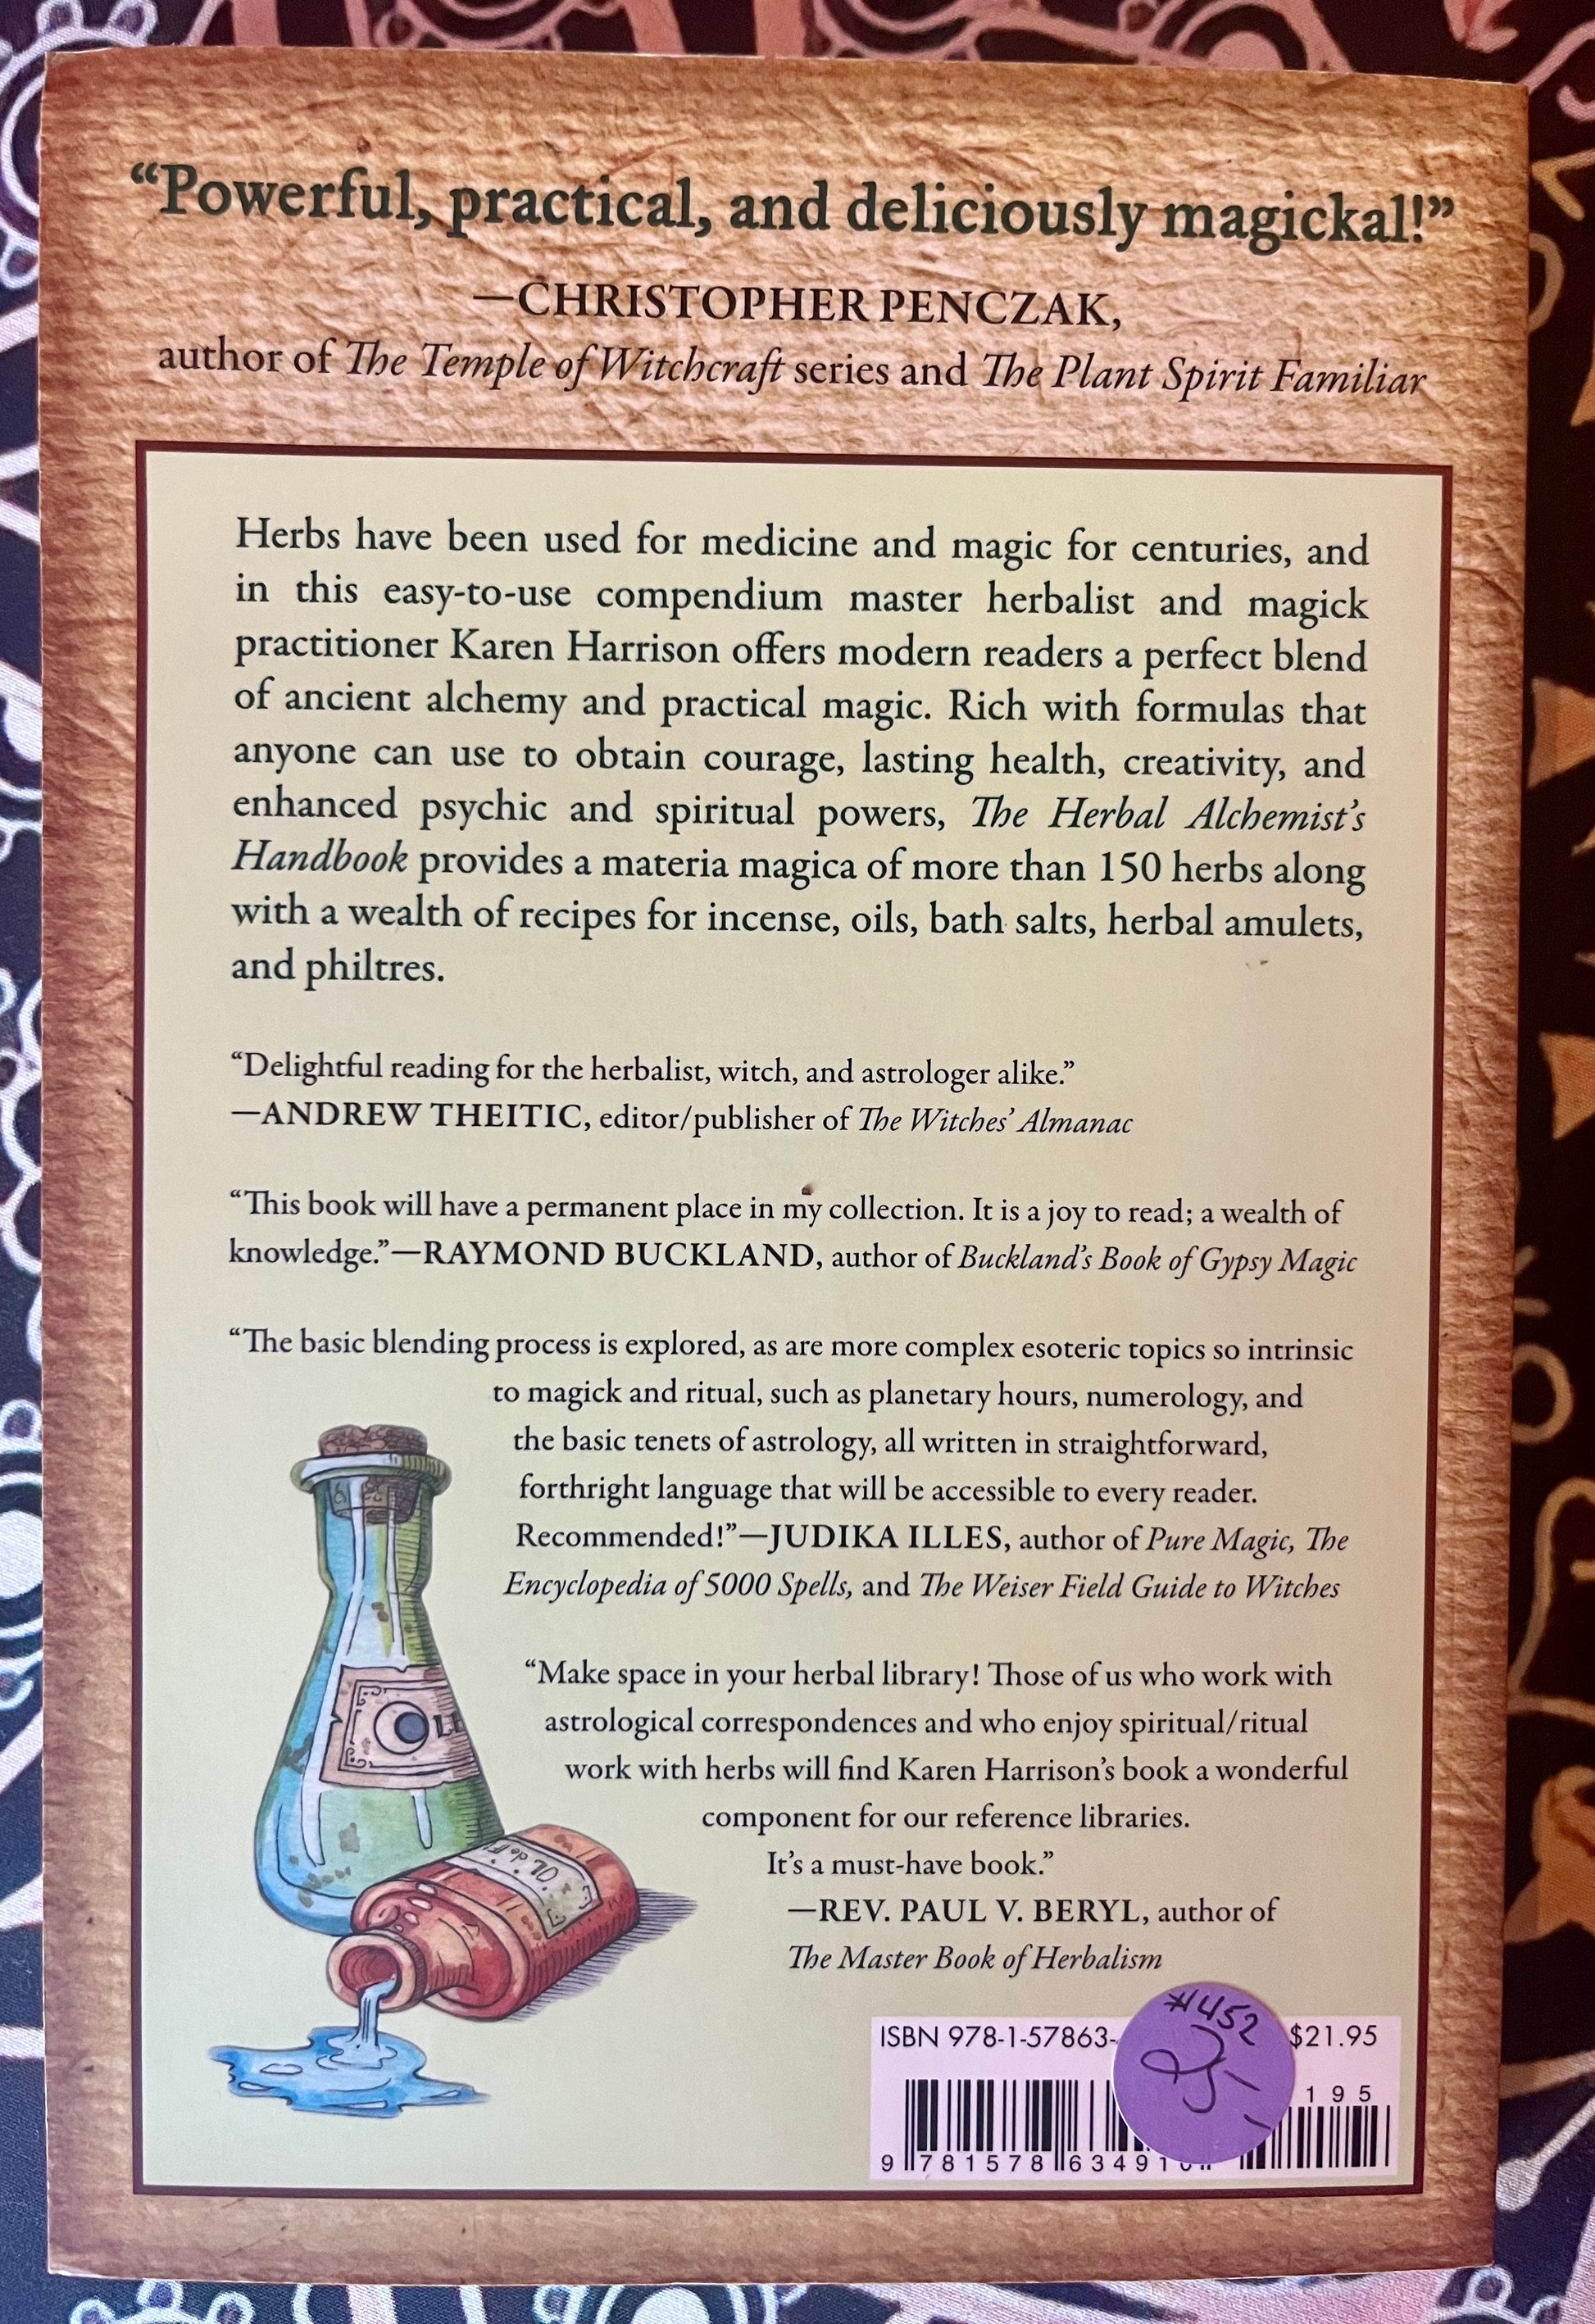 “Powerful, practical, and deliciously magickal!”
—CHRISTOPHER PENCZAK,
author of The Temple of Witchcraft series and The Plant Spirit Familiar
Herbs have been used for medicine and magic for centuries, and
in this easy-to-use compendium master herbalist and magick
practitioner Karen Harrison offers modern readers a perfect blend
of ancient alchemy and practical magic. Rich with formulas that
anyone can use to obtain courage, lasting health, creativity, and
enhanced psychic and spiritual powers, The Herbal Alchemist’s
Handbook provides a materia magica of more than 150 herbs along
with a wealth of recipes for incense, oils, bath salts, herbal amulets,
and philtres.
“Delightful reading for the herbalist, witch, and astrologer alike.”
—ANDREW THEITIC, editor/publisher of The Witches’ Almanac
“This book will have a permanent place in my collection. It is a joy to read; a wealth of
knowledge.”—RAYMOND BUCKLAND, author of Buckland’s Book of Gypsy Magic
“The basic blending process is explored, as are more complex esoteric topics so intrinsic
to magick and ritual, such as planetary hours, numerology, and
the basic tenets of astrology, all written in straightforward,
forthright language that will be accessible to every reader.
Recommended!”—JUDIKA ILLES, author of Pure Magic, The
Encyclopedia of 5000 Spells, and The Weiser Field Guide to Witches
“Make space in your herbal library! Those of us who work with
astrological correspondences and who enjoy spiritual/ritual
work with herbs will find Karen Harrison’s book a wonderful
component for our reference libraries.
It’s a must-have book.”
—REV. PAUL V. BERYL, author of
The Master Book of Herbalism
#452
ISBN 978-1-57863- $21.95
195
9 781578 63491